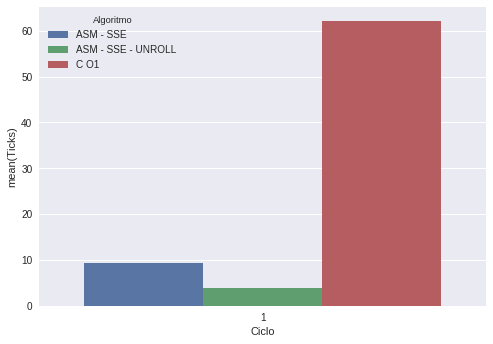 Algoritmo
ASM - SSE
ASM - SSE - UNROLL
C O1
60
50
40
30
20
10
0
mean(Ticks)
1
Ciclo